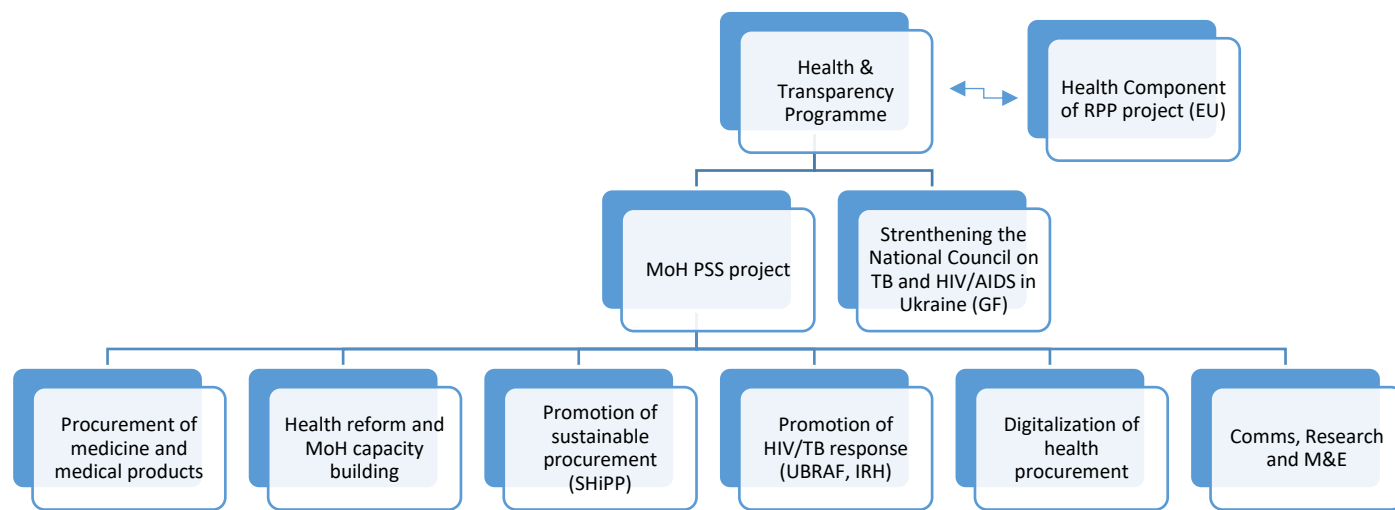 Health &
Transparency
Programme
Health Component
of RPP project (EU)
MoH PSS project
Strenthening the
National Council on
TB and HIV/AIDS in
Ukraine (GF)
Procurement of
medicine and
medical products
Health reform and
MoH capacity
building
Promotion of
sustainable
procurement
(SHiPP)
Promotion of
HIV/TB response
(UBRAF, IRH)
Digitalization of
health
procurement
Comms, Research
and M&E